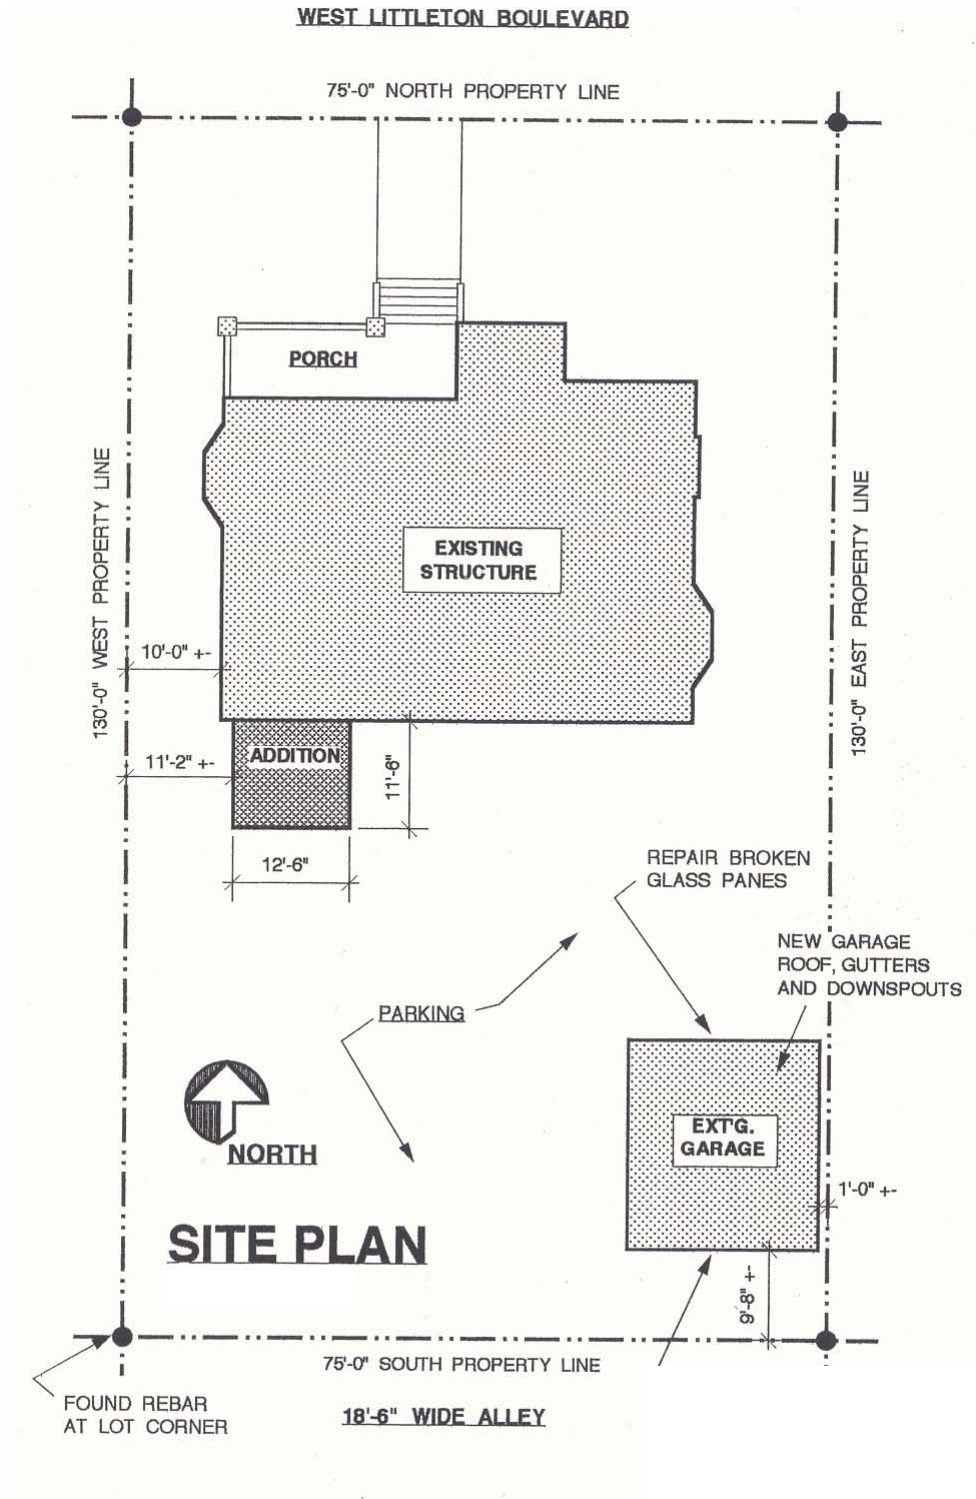 WEST LITTLETON BOULEVARD
75'-0" NORTH PROPERTY LINE
PORCH
130'-0" WEST PROPERTY LINE
130'-0" EAST PROPERTY LINE
EXISTING
STRUCTURE
10'-0" +-
11'-2" +-
ADDITION
11'-6"
12'-6"
REPAIR BROKEN
GLASS PANES
NEW GARAGE
ROOF, GUTTERS
AND DOWNSPOUTS
PARKING
NORTH
EXT'G.
GARAGE
1'-0" +-
SITE PLAN
9'-8" +-
75'-0" SOUTH PROPERTY LINE
FOUND REBAR
AT LOT CORNER
18'-6" WIDE ALLEY